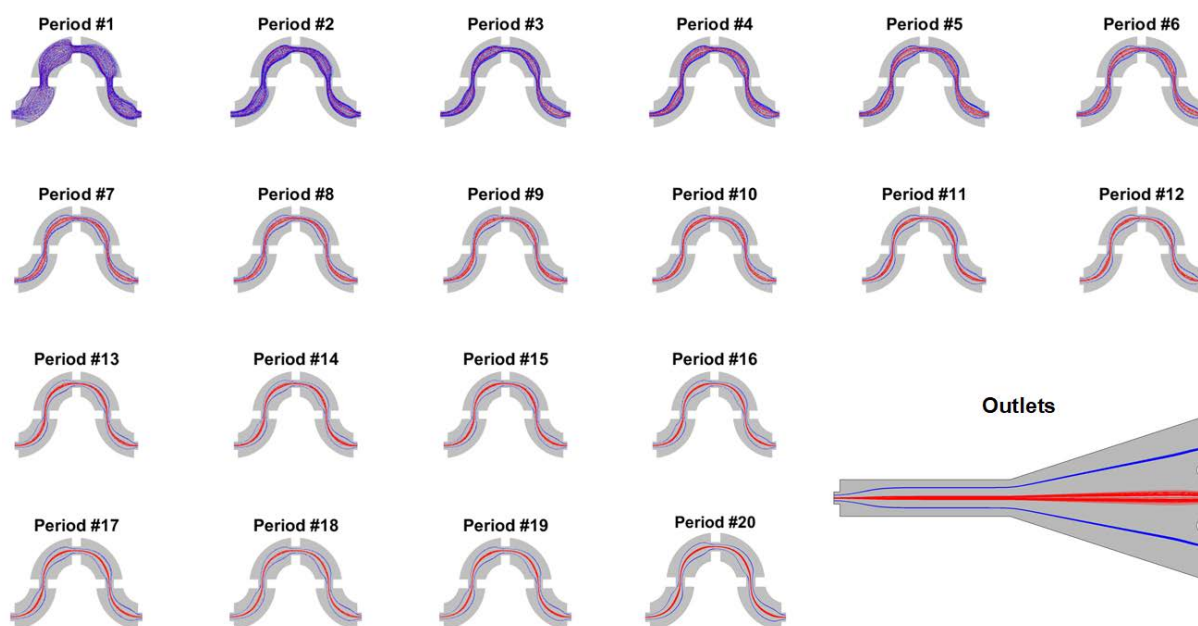 Period #1
Period #2
Period #3
Period #4
Period #5
Period #6
Period #7
Period #8
Period #9
Period #10
Period #11
Period #12
Period #13
Period #14
Period #15
Period #16
Outlets
Period #17
Period #18
Period #19
Period #20